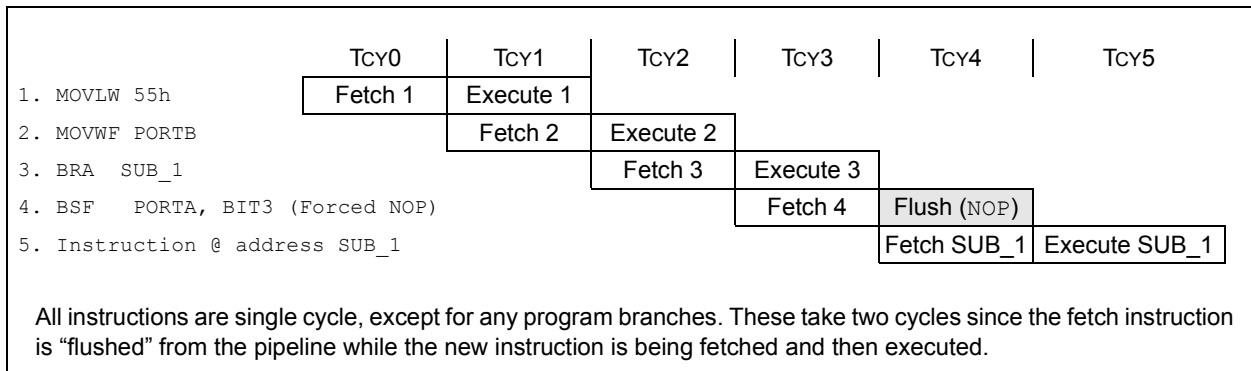 TCY0 TCY1 TCY2 TCY3 TCY4 TCY5
1. MOVLW 55h Fetch 1 Execute 1
2. MOVWF PORTB Fetch 2 Execute 2
3. BRA SUB_1 Fetch 3 Execute 3
4. BSF PORTA, BIT3 (Forced NOP) Fetch 4 Flush (NOP)
5. Instruction @ address SUB_1 Fetch SUB_1 Execute SUB_1
All instructions are single cycle, except for any program branches. These take two cycles since the fetch instruction
is “flushed” from the pipeline while the new instruction is being fetched and then executed.